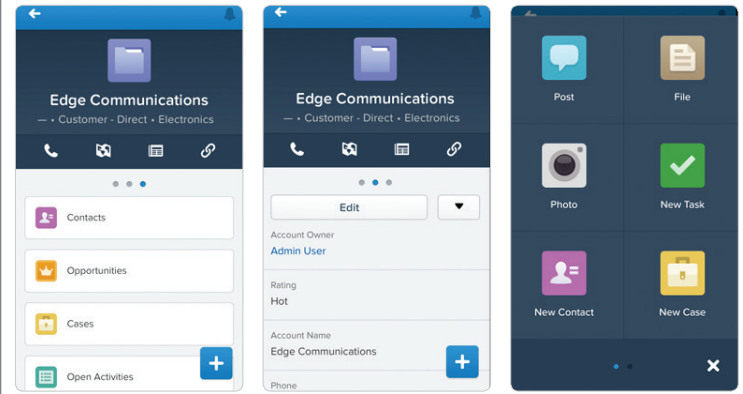 Edge Communications
— • Customer - Direct • Electronics
Contacts
Opportunities
Cases
Open Activities
Edge Communications
— • Customer - Direct • Electronics
Edit
Account Owner
Admin User
Rating
Hot
Account Name
Edge Communications
Phone
Post
File
Photo
New Task
New Contact
New Case